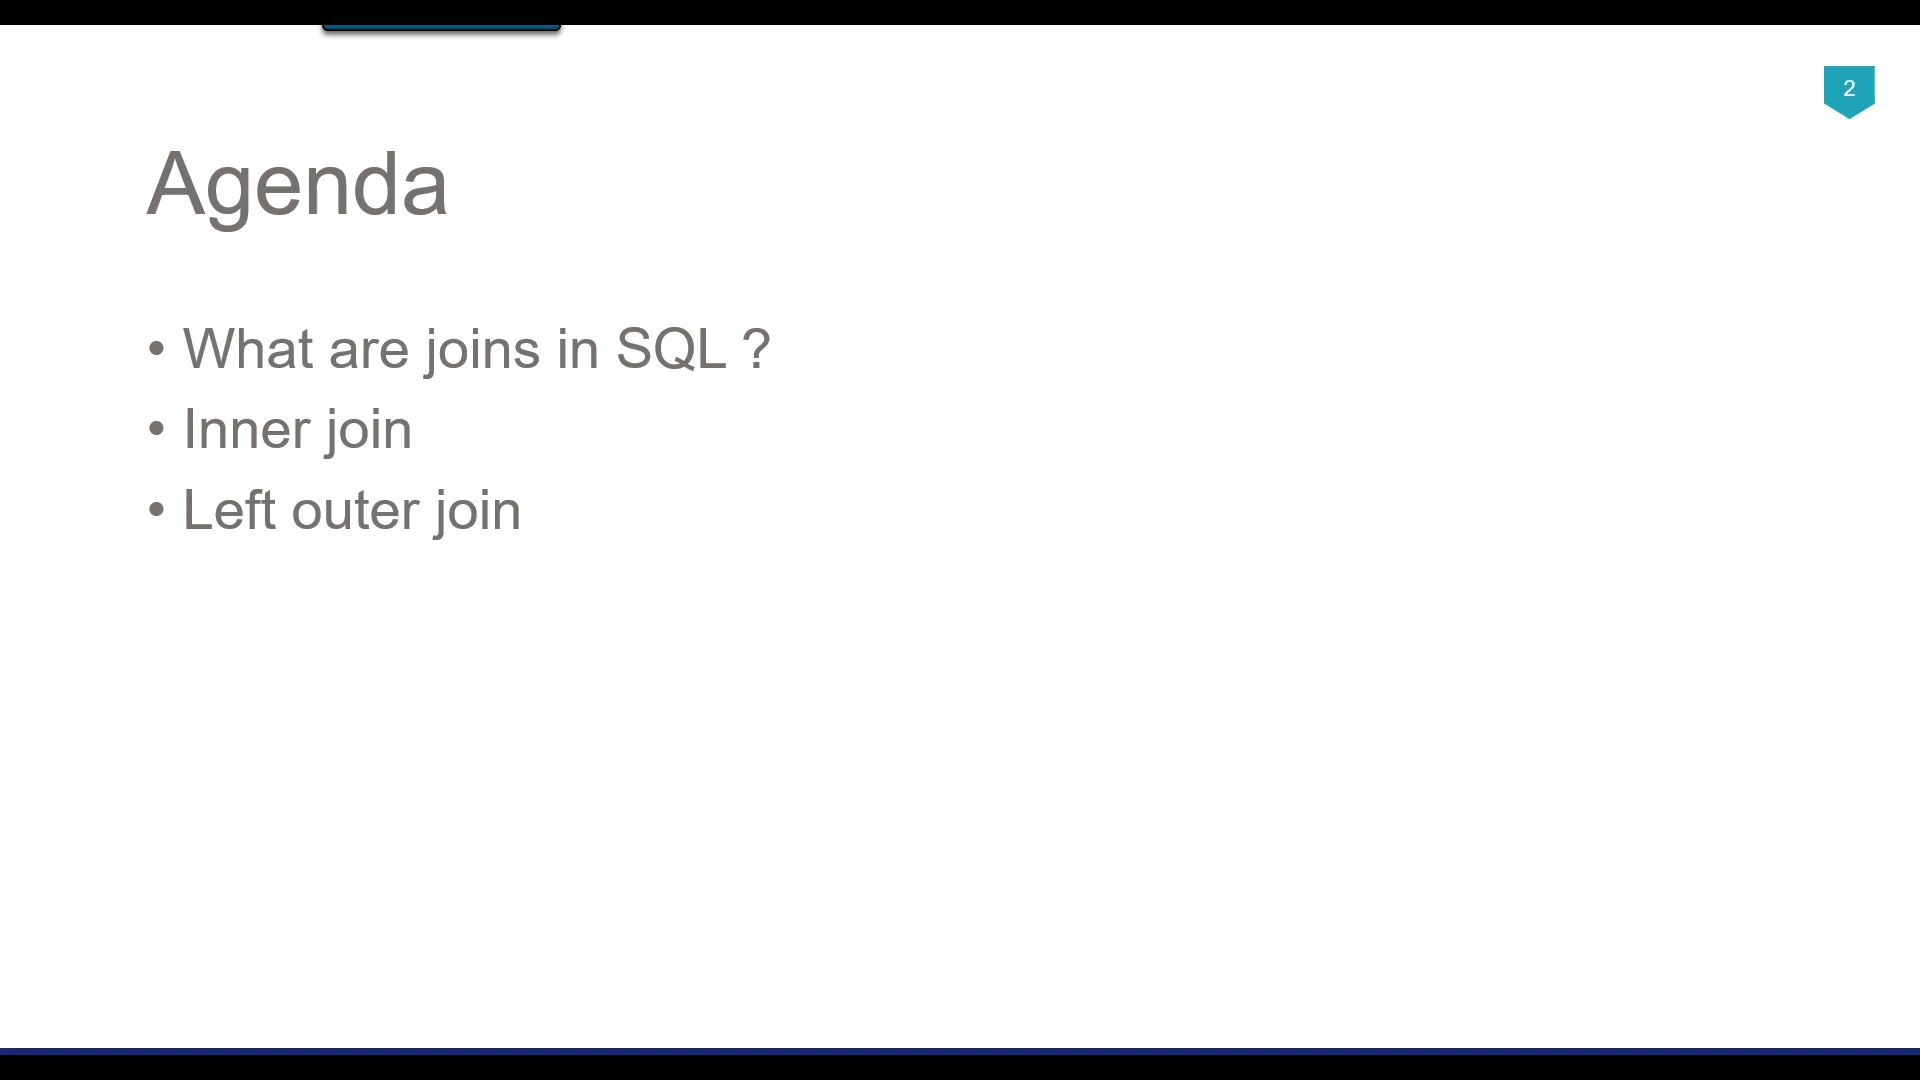 2
Agenda
• What are joins in SQL ?
• Inner join
• Left outer join